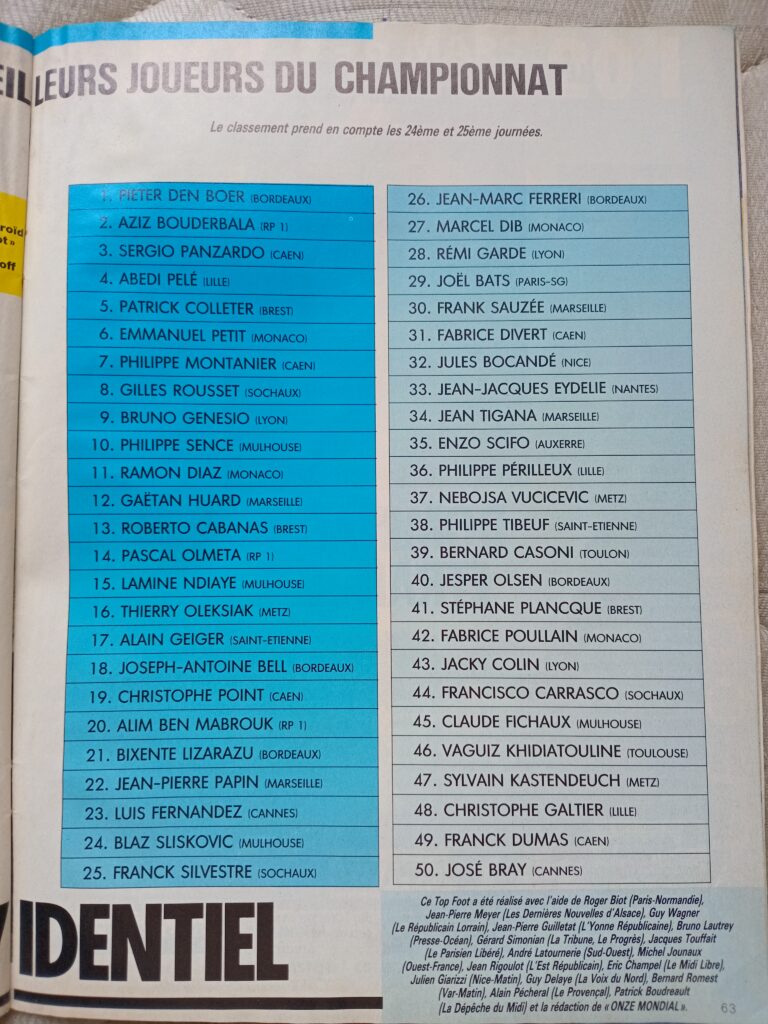 EIL
LEURS JOUEURS DU CHAMPIONNAT
Le classement prend en compte les 24ème et 25ème journées.
roid/
ot »
off
1. PIETER DEN BOER (BORDEAUX)
2. AZIZ BOUDERBALA (RP 1)
3. SERGIO PANZARDO (CAEN)
4. ABEDI PELÉ (LILLE)
5. PATRICK COLLETER (BREST)
6. EMMANUEL PETIT (MONACO)
7. PHILIPPE MONTANIER (CAEN)
8. GILLES ROUSSET (SOCHAUX)
9. BRUNO GENESIO (LYON)
10. PHILIPPE SENCE (MULHOUSE)
11. RAMON DIAZ (MONACO)
12. GAËTAN HUARD (MARSEILLE)
13. ROBERTO CABANAS (BREST)
14. PASCAL OLMETA (RP 1)
15. LAMINE NDIAYE (MULHOUSE)
16. THIERRY OLEKSIAK (METZ)
17. ALAIN GEIGER (SAINT-ETIENNE)
18. JOSEPH-ANTOINE BELL (BORDEAUX)
19. CHRISTOPHE POINT (CAEN)
20. ALIM BEN MABROUK (RP 1)
21. BIXENTE LIZARAZU (BORDEAUX)
22. JEAN-PIERRE PAPIN (MARSEILLE)
23. LUIS FERNANDEZ (CANNES)
24. BLAZ SLISKOVIC (MULHOUSE)
25. FRANCK SILVESTRE (SOCHAUX)
26. JEAN-MARC FERRERI (BORDEAUX)
27. MARCEL DIB (MONACO)
28. RÉMI GARDE (LYON)
29. JOËL BATS (PARIS-SG)
30. FRANK SAUZÉE (MARSEILLE)
31. FABRICE DIVERT (CAEN)
32. JULES BOCANDÉ (NICE)
33. JEAN-JACQUES EYDELIE (NANTES)
34. JEAN TIGANA (MARSEILLE)
35. ENZO SCIFO (AUXERRE)
36. PHILIPPE PÉRILLEUX (LILLE)
37. NEBOJSA VUCICEVIC (METZ)
38. PHILIPPE TIBEUF (SAINT-ETIENNE)
39. BERNARD CASONI (TOULON)
40. JESPER OLSEN (BORDEAUX)
41. STÉPHANE PLANCQUE (BREST)
42. FABRICE POULLAIN (MONACO)
43. JACKY COLIN (LYON)
44. FRANCISCO CARRASCO (SOCHAUX)
45. CLAUDE FICHAUX (MULHOUSE)
46. VAGUIZ KHIDIATOULINE (TOULOUSE)
47. SYLVAIN KASTENDEUCH (METZ)
48. CHRISTOPHE GALTIER (LILLE)
49. FRANCK DUMAS (CAEN)
50. JOSÉ BRAY (CANNES)
IDENTIEL
Ce Top Foot a été réalisé avec l'aide de Roger Biot (Paris-Normandie),
Jean-Pierre Meyer (Les Dernières Nouvelles d'Alsace), Guy Wagner
(Le Républicain Lorrain), Jean-Pierre Guilletat (L'Yonne Républicaine), Bruno Lautrey
(Presse-Océan), Gérard Simonian (La Tribune, Le Progrès), Jacques Touffait
(Le Parisien Libéré), André Latournerie (Sud-Ouest), Michel Jounaux
(Ouest-France), Jean Rigoulot (L'Est Républicain), Eric Champel (Le Midi Libre),
Julien Giarizzi (Nice-Matin), Guy Delaye (La Voix du Nord), Bernard Romest
(Var-Matin), Alain Pécheral (Le Provençal), Patrick Boudreault
(La Dépêche du Midi) et la rédaction de « ONZE MONDIAL ».
63